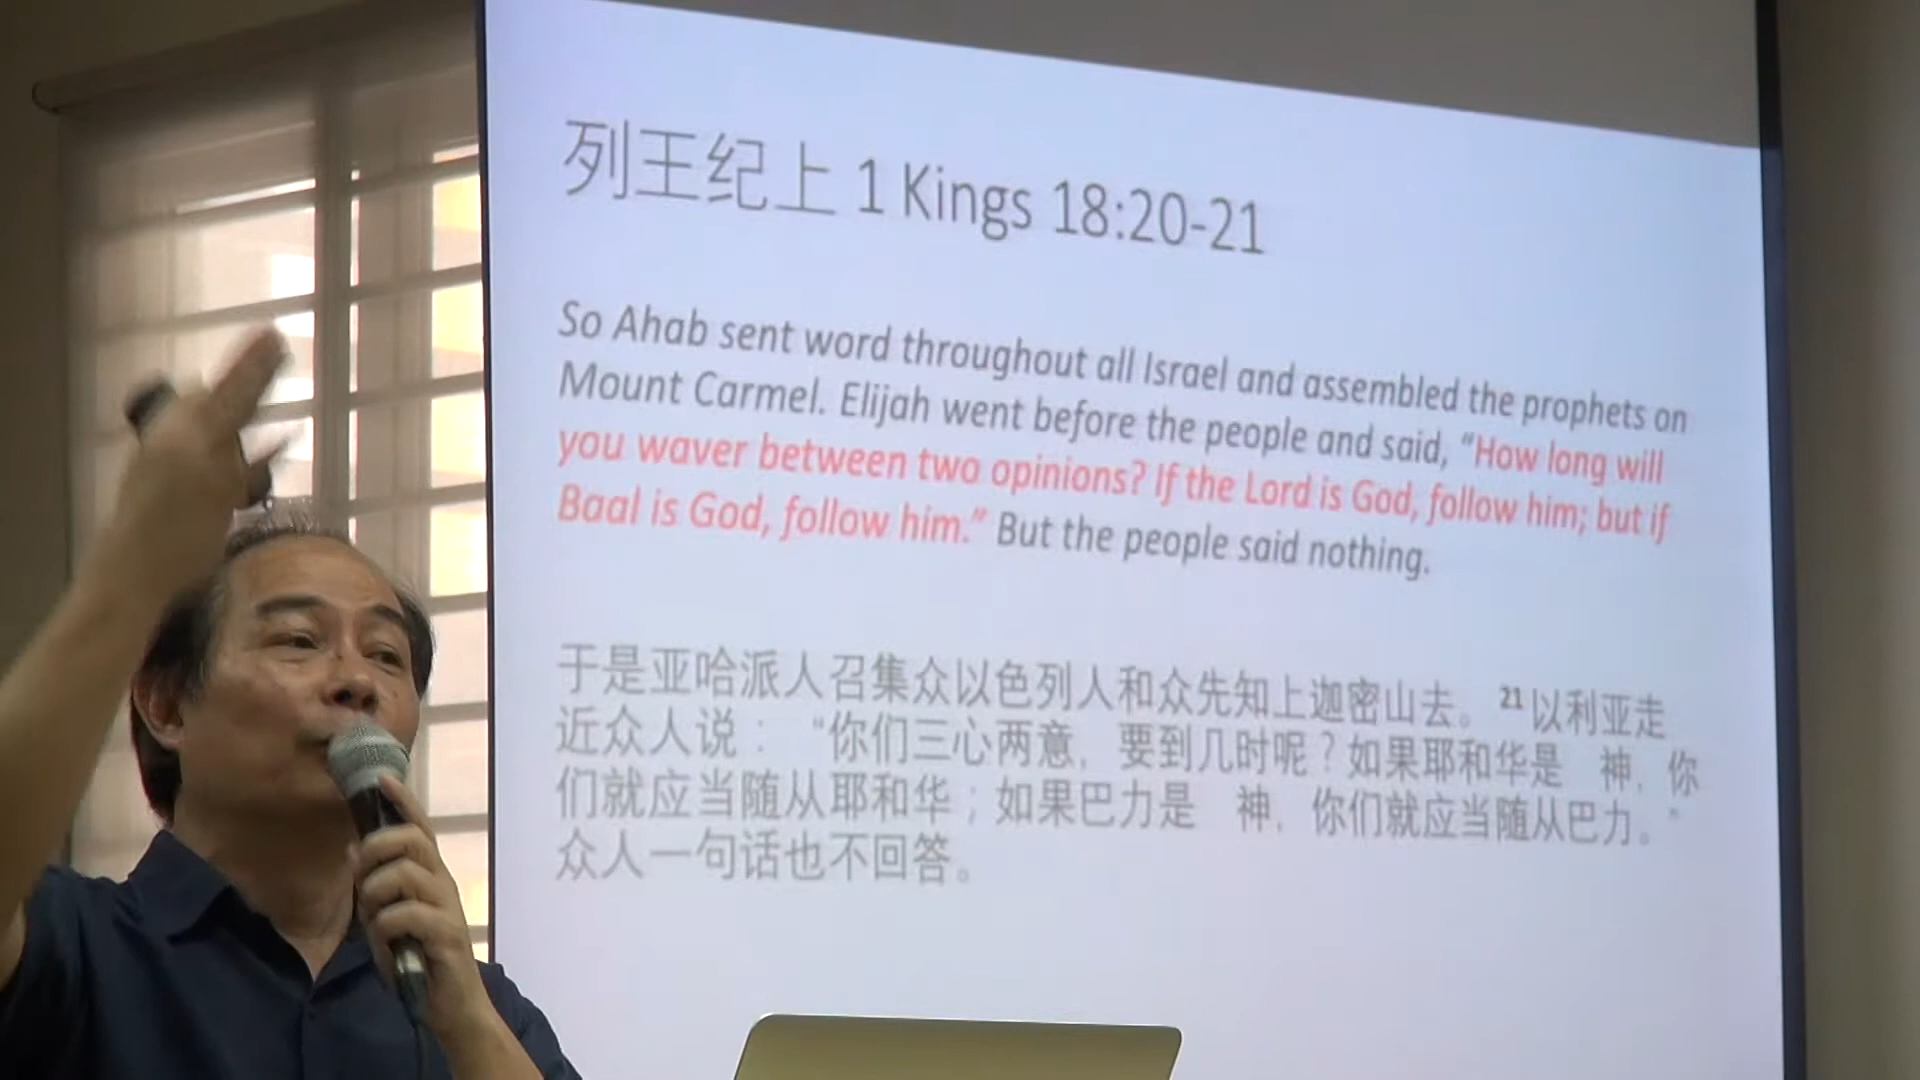 列王纪上 1 Kings 18:20-21
So Ahab sent word throughout all Israel and assembled the prophets on
Mount Carmel. Elijah went before the people and said, “How long will
you waver between two opinions? If the Lord is God, follow him; but if
Baal is God, follow him.” But the people said nothing.
于是亚哈派人召集众以色列人和众先知上迦密山去。21 以利亚走
近众人说：“你们三心两意，要到几时呢？如果耶和华是 神，你
们就应当随从耶和华；如果巴力是 神，你们就应当随从巴力。”
众人一句话也不回答。